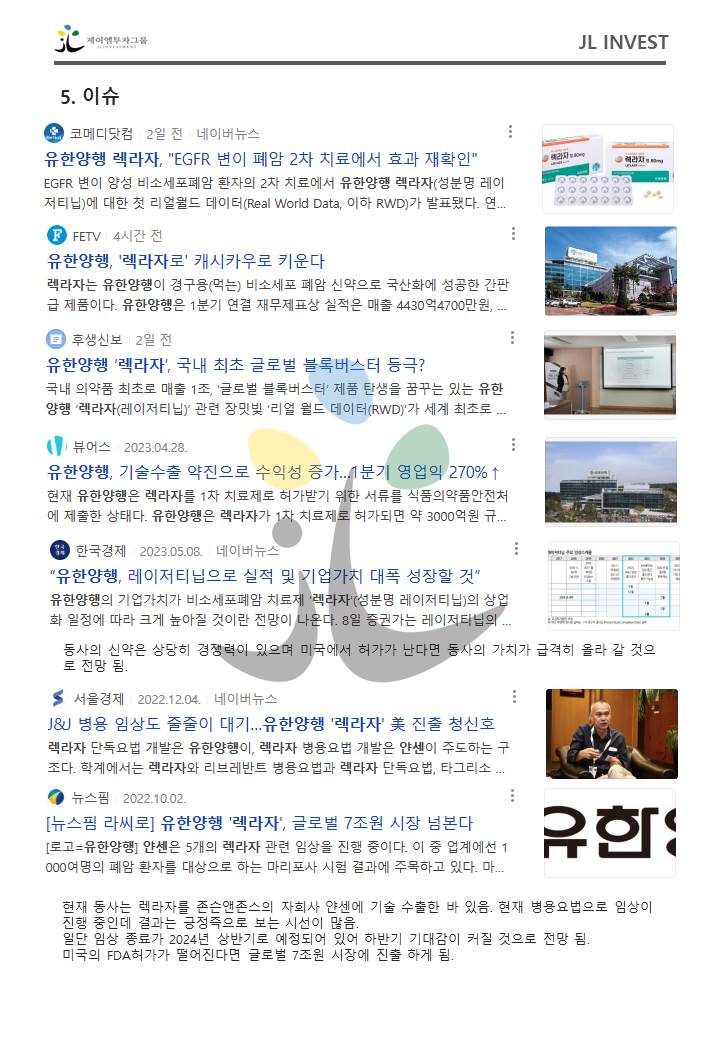 제이엘투자그룹
JL INVESTMENT
JL INVEST
5. 이슈
코메디닷컴 2일 전 네이버뉴스
유한양행 렉라자, "EGFR 변이 폐암 2차 치료에서 효과 재확인"
EGFR 변이 양성 비소세포폐암 환자의 2차 치료에서 유한양행 렉라자(성분명 레이
저티닙)에 대한 첫 리얼월드 데이터(Real World Data, 이하 RWD)가 발표됐다. 연...
FETV 4시간 전
유한양행, '렉라자로' 캐시카우로 키운다
렉라자는 유한양행이 경구용(먹는) 비소세포 폐암 신약으로 국산화에 성공한 간판
급 제품이다. 유한양행은 1분기 연결 재무제표상 실적은 매출 4430억4700만원, ...
후생신보 2일 전
유한양행 ‘렉라자’, 국내 최초 글로벌 블록버스터 등극?
국내 의약품 최초로 매출 1조, ‘글로벌 블록버스터’ 제품 탄생을 꿈꾸는 있는 유한
양행 ‘렉라자(레이저티닙)’ 관련 장밋빛 ‘리얼 월드 데이터(RWD)’가 세계 최초로 ...
뷰어스 2023.04.28.
유한양행, 기술수출 약진으로 수익성 증가...1분기 영업익 270%↑
현재 유한양행은 렉라자를 1차 치료제로 허가받기 위한 서류를 식품의약품안전처
에 제출한 상태다. 유한양행은 렉라자가 1차 치료제로 허가되면 약 3000억원 규...
한국경제 2023.05.08. 네이버뉴스
“유한양행, 레이저티닙으로 실적 및 기업가치 대폭 성장할 것”
유한양행의 기업가치가 비소세포폐암 치료제 ‘렉라자’(성분명 레이저티닙)의 상업
화 일정에 따라 크게 높아질 것이란 전망이 나온다. 8일 증권가는 레이저티닙의 ...
동사의 신약은 상당히 경쟁력이 있으며 미국에서 허가가 난다면 동사의 가치가 급격히 올라 갈 것으
로 전망 됨.
서울경제 2022.12.04. 네이버뉴스
J&J 병용 임상도 줄줄이 대기...유한양행 '렉라자' 美 진출 청신호
렉라자 단독요법 개발은 유한양행이, 렉라자 병용요법 개발은 얀센이 주도하는 구
조다. 학계에서는 렉라자와 리브레반트 병용요법과 렉라자 단독요법, 타그리소 ...
뉴스핌 2022.10.02.
[뉴스핌 라씨로] 유한양행 '렉라자', 글로벌 7조원 시장 넘본다
[로고=유한양행] 얀센은 5개의 렉라자 관련 임상을 진행 중이다. 이 중 업계에선 1
000여명의 폐암 환자를 대상으로 하는 마리포사 시험 결과에 주목하고 있다. 마...
유한양
현재 동사는 렉라자를 존슨앤존스의 자회사 얀센에 기술 수출한 바 있음. 현재 병용요법으로 임상이
진행 중인데 결과는 긍정즉으로 보는 시선이 많음.
일단 임상 종료가 2024년 상반기로 예정되어 있어 하반기 기대감이 커질 것으로 전망 됨.
미국의 FDA허가가 떨어진다면 글로벌 7조원 시장에 진출 하게 됨.